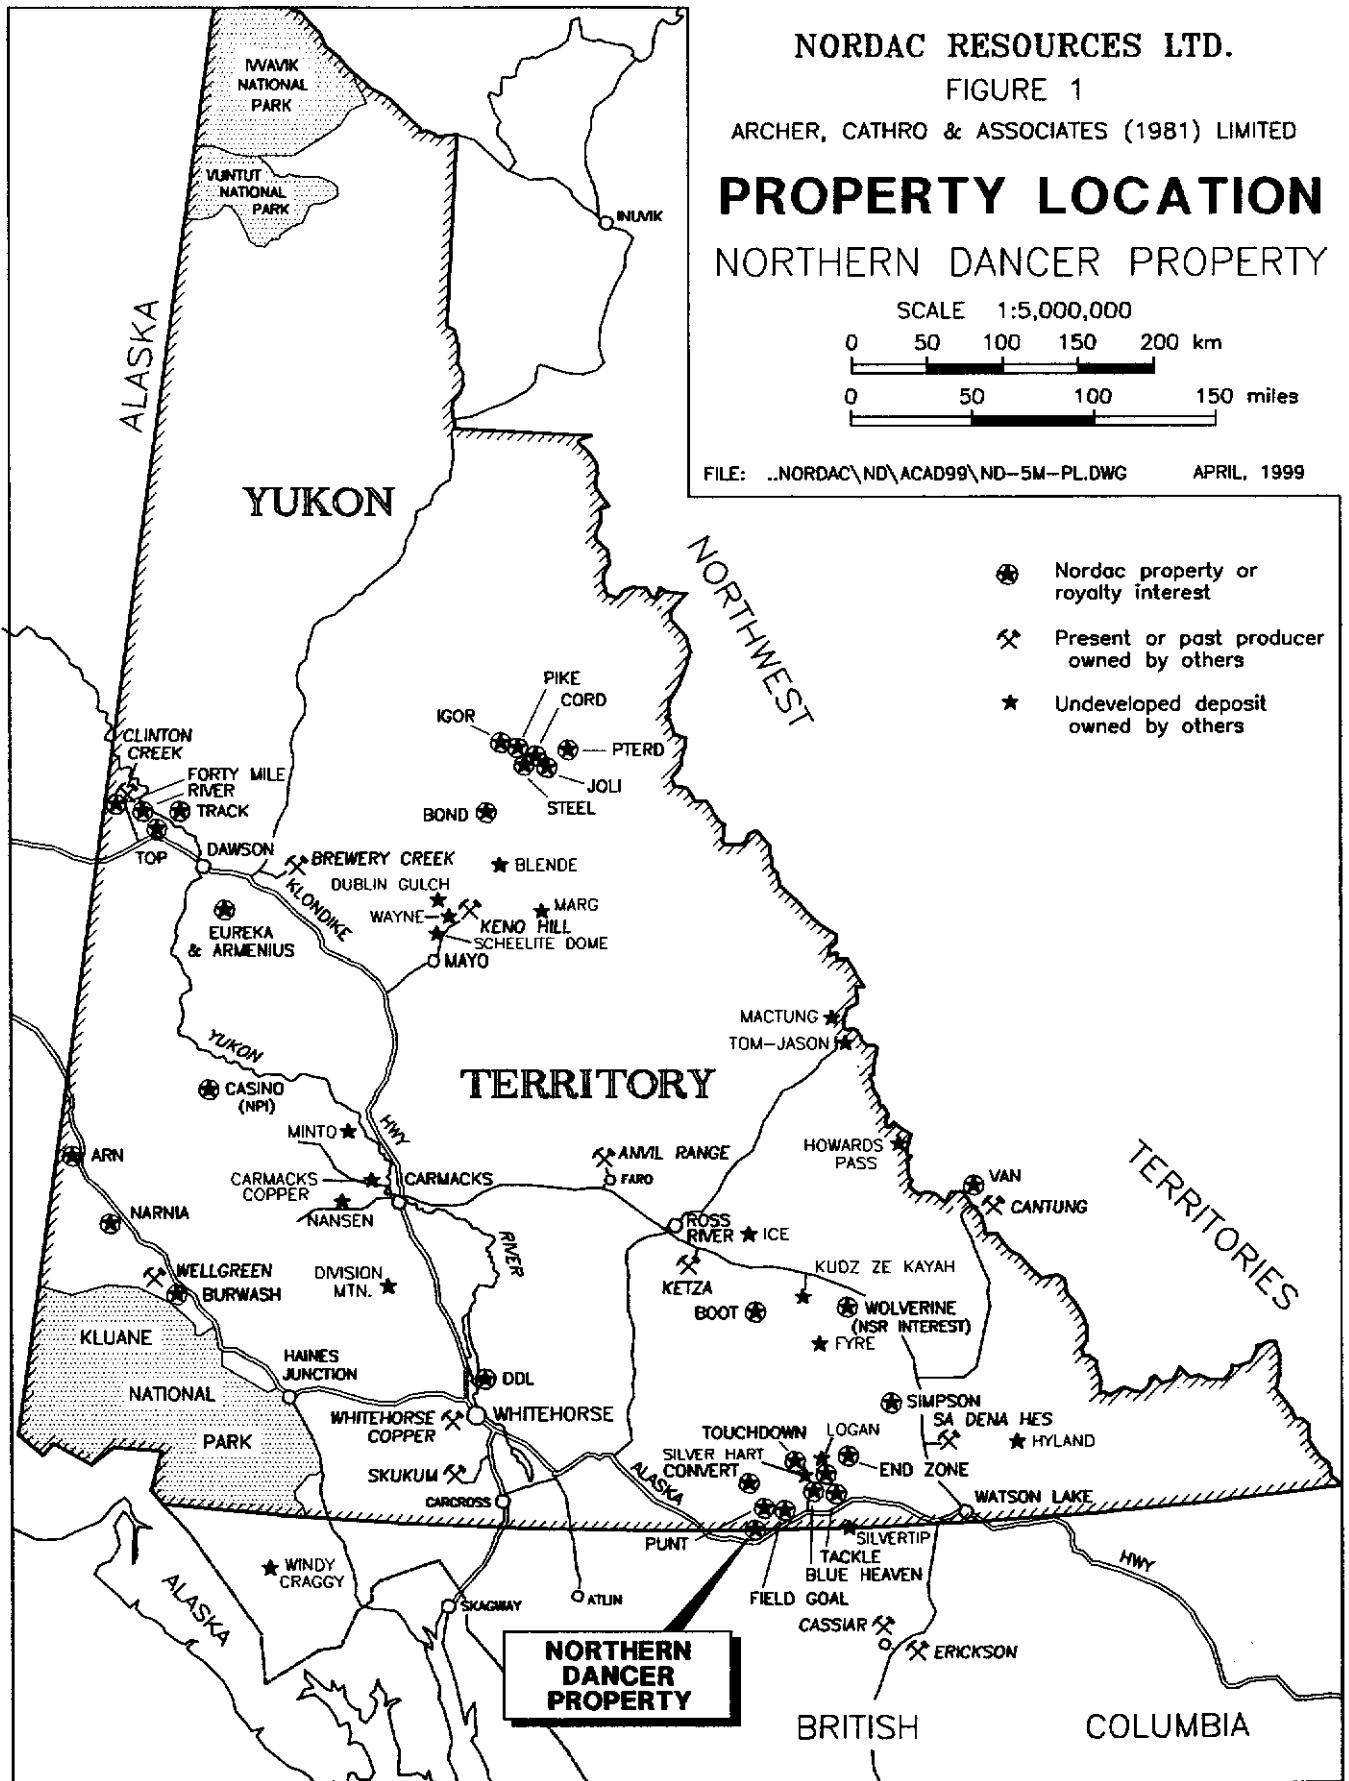 NORDAC RESOURCES LTD.
FIGURE 1
ARCHER, CATHRO & ASSOCIATES (1981) LIMITED
PROPERTY LOCATION
NORTHERN DANCER PROPERTY
SCALE 1:5,000,000
0 50 100 150 200 km
0 50 100 150 miles
FILE: ..NORDAC\ND\ACAD99\ND-5M-PL.DWG APRIL, 1999
Nordac property or
royalty interest
Present or past producer
owned by others
Undeveloped deposit
owned by others
IVVAVIK
NATIONAL
PARK
VUNTUT
NATIONAL
PARK
INUVIK
ALASKA
YUKON
NORTHWEST
PIKE
CORD
IGOR
PTERD
JOLI
STEEL
CLINTON
CREEK
FORTY MILE
RIVER
TRACK
BOND
TOP
DAWSON
BREWERY CREEK
BLENDE
DUBLIN GULCH
KLONDIKE
WAYNE
MARG
KENO HILL
EUREKA
& ARMENIUS
SCHEELITE DOME
MAYO
MACTUNG
TOM-JASON
YUKON
TERRITORY
CASINO
(NPI)
HWY
MINTO
HOWARDS
PASS
TERRITORIES
ARN
ANVIL RANGE
FARO
CARMACKS
COPPER
CARMACKS
VAN
CANTUNG
NARNIA
NANSEN
ROSS
RIVER
ICE
RIVER
WELLGREEN
BURWASH
DIVISION
MTN.
KETZA
KUDZ ZE KAYAH
BOOT
WOLVERINE
(NSR INTEREST)
FYRE
KLUANE
NATIONAL
PARK
HAINES
JUNCTION
DDL
SIMPSON
WHITEHORSE
COPPER
WHITEHORSE
SA DENA HES
HYLAND
TOUCHDOWN
LOGAN
SILVER HART
CONVERT
END ZONE
SKUKUM
ALASKA
CARCROSS
WATSON LAKE
PUNT
SILVERTIP
TACKLE
BLUE HEAVEN
FIELD GOAL
HWY
WINDY
CRAGGY
ALASKA
ATLIN
SKAGWAY
CASSIAR
ERICKSON
NORTHERN
DANCER
PROPERTY
BRITISH COLUMBIA